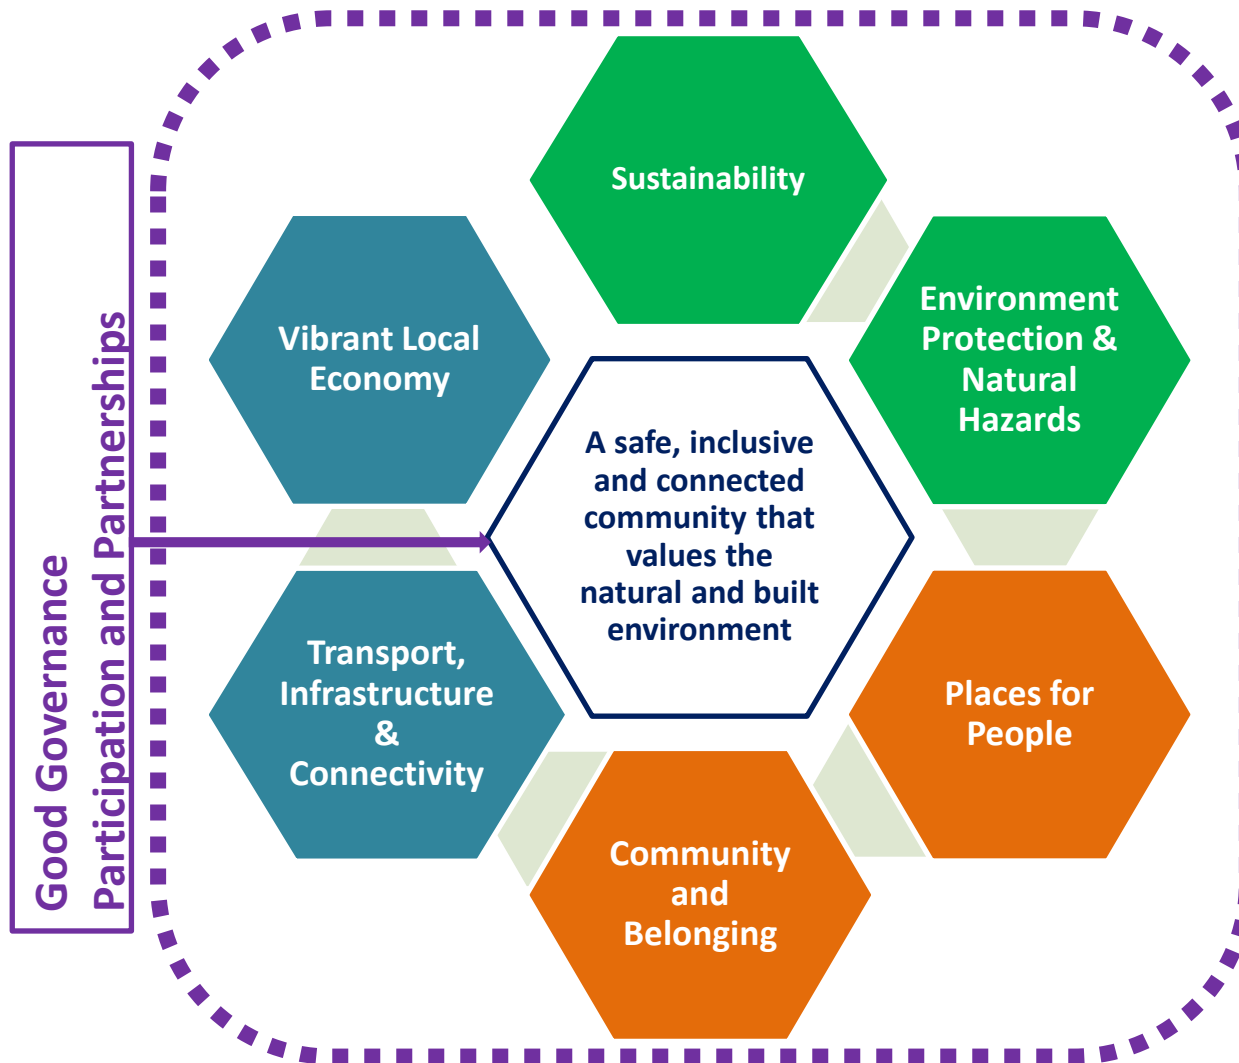 Good Governance
Participation and Partnerships
Sustainability
Vibrant Local
Economy
Environment
Protection &
Natural
Hazards
A safe, inclusive
and connected
community that
values the
natural and built
environment
Transport,
Infrastructure
&
Connectivity
Places for
People
Community
and
Belonging